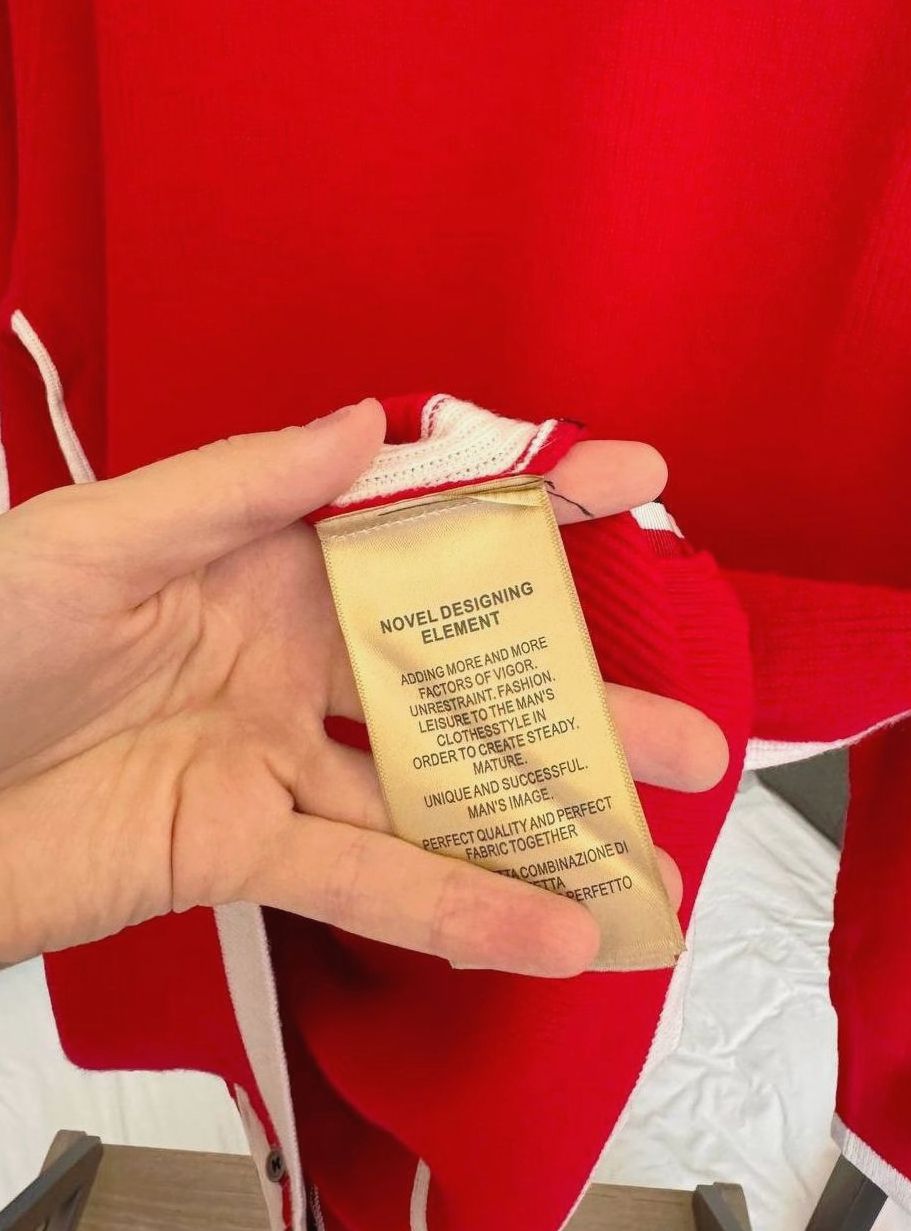 NOVEL DESIGNING
ELEMENT
ADDING MORE AND MORE
FACTORS OF VIGOR.
UNRESTRAINT. FASHION.
LEISURE TO THE MAN'S
CLOTHESSTYLE IN
ORDER TO CREATE STEADY.
MATURE.
UNIQUE AND SUCCESSFUL.
MAN'S IMAGE.
PERFECT QUALITY AND PERFECT
FABRIC TOGETHER
COMBINAZIONE DI
PERFETTO